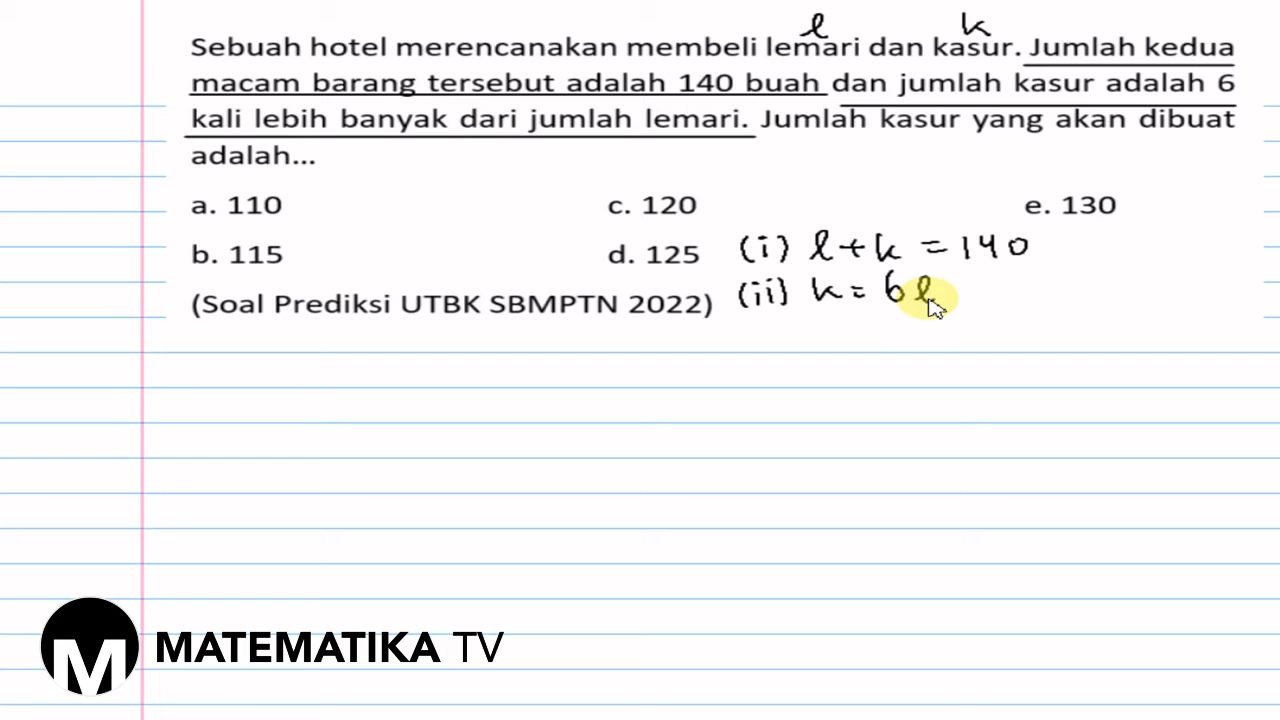 l k
Sebuah hotel merencanakan membeli lemari dan kasur. Jumlah kedua
macam barang tersebut adalah 140 buah dan jumlah kasur adalah 6
kali lebih banyak dari jumlah lemari. Jumlah kasur yang akan dibuat
adalah...
a. 110 c. 120 e. 130
b. 115 d. 125 (i) l + k = 140
(Soal Prediksi UTBK SBMPTN 2022) (ii) k = 6l
M MATEMATIKA TV